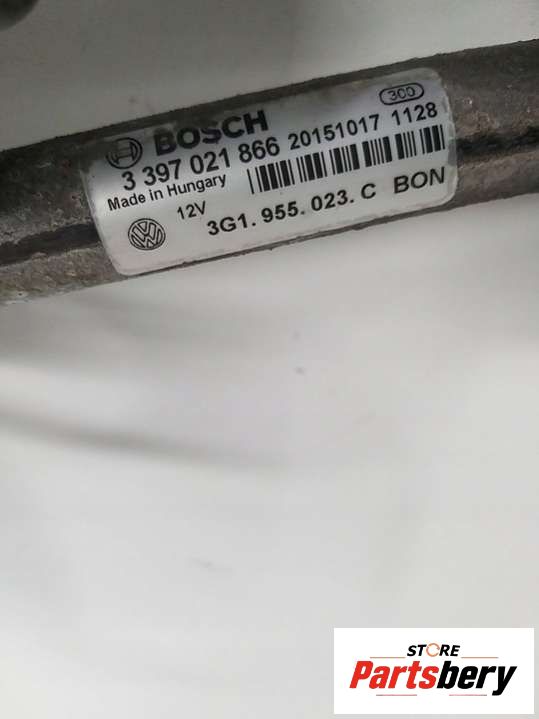 300
BOSCH
3 397 021 866 20151017 1128
Made in Hungary
12V
3G1.955.023.C BON
STORE
Partsbery